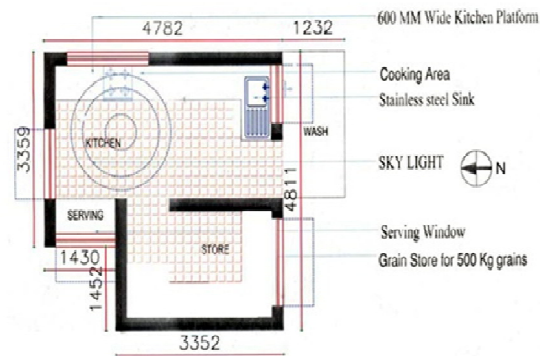 4782
1232
600 MM Wide Kitchen Platform
Cooking Area
Stainless steel Sink
KITCHEN
WASH
3359
SKY LIGHT
N
4811
SERVING
Serving Window
STORE
Grain Store for 500 Kg grains
1430
1452
3352